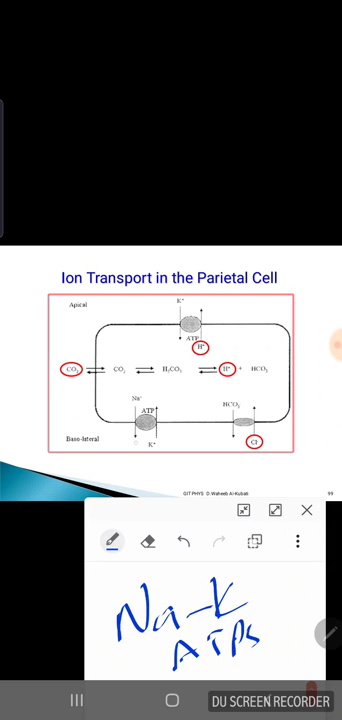 Ion Transport in the Parietal Cell
Apical
K⁺
ATP
H⁺
CO₂ CO₂ H₂CO₃ H⁺ + HCO₃
Na⁺ HCO₃
ATP
K⁺ Cl
Baso-lateral
GIT PHYS D.Waheeb Al-Kubati 99
Na-K
ATPs
DU SCREEN RECORDER